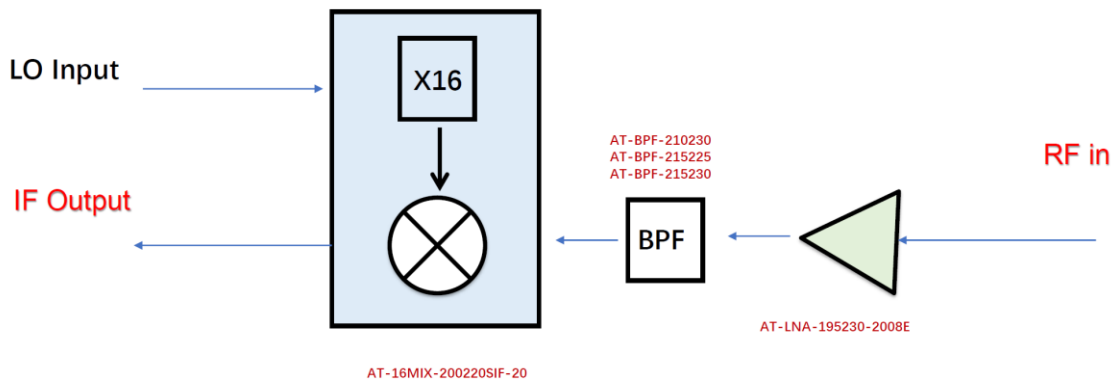 LO Input
X16
AT-BPF-210230
AT-BPF-215225
AT-BPF-215230
RF in
IF Output
BPF
AT-LNA-195230-2008E
AT-16MIX-200220SIF-20